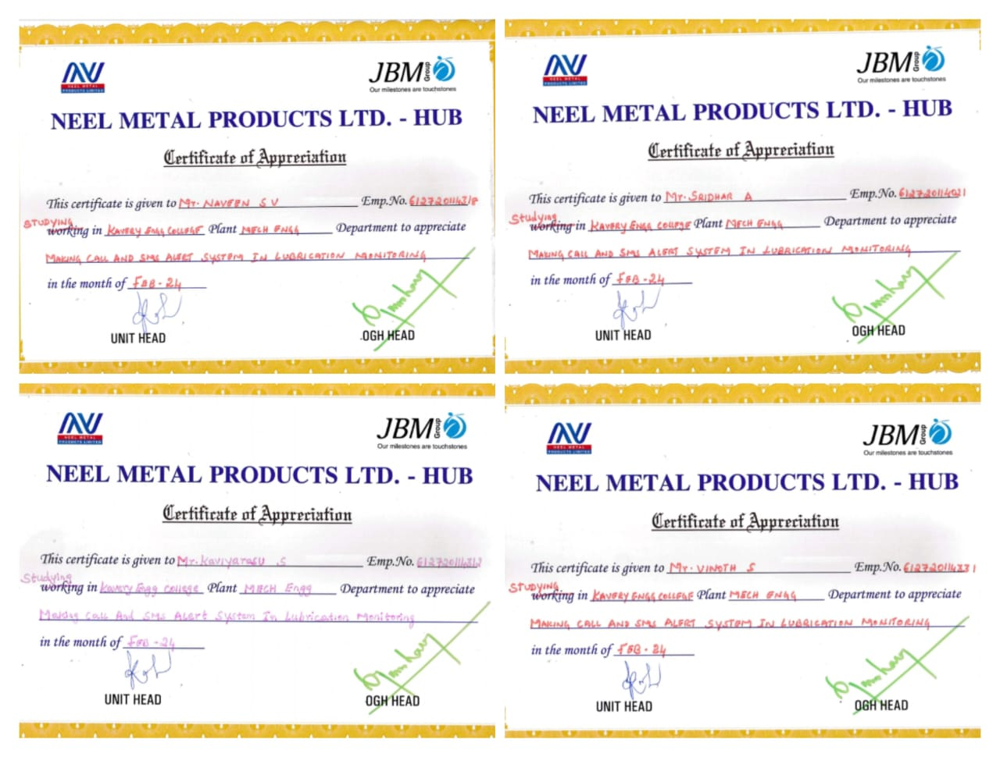 NEEL METAL
PRODUCTS LIMITED
JBM Group
Our milestones are touchstones
NEEL METAL PRODUCTS LTD. - HUB
Certificate of Appreciation
This certificate is given to Mr. NAVEEN S V Emp.No. 612720114318
STUDYING
working in KAVERY ENGG COLLEGE Plant MECH ENGG Department to appreciate
MAKING CALL AND SMS ALERT SYSTEM IN LUBRICATION MONITORING
in the month of FEB - 24
UNIT HEAD
OGH HEAD
NEEL METAL
PRODUCTS LIMITED
JBM Group
Our milestones are touchstones
NEEL METAL PRODUCTS LTD. - HUB
Certificate of Appreciation
This certificate is given to Mr. SRIDHAR A Emp.No.
Studying
working in KAVERY ENGG COLLEGE Plant MECH ENGG Department to appreciate
MAKING CALL AND SMS ALERT SYSTEM IN LUBRICATION MONITORING
in the month of FEB - 24
UNIT HEAD
OGH HEAD
NEEL METAL
PRODUCTS LIMITED
JBM Group
Our milestones are touchstones
NEEL METAL PRODUCTS LTD. - HUB
Certificate of Appreciation
This certificate is given to Mr. Kaviyarasu .S Emp.No.
Studying
working in Kavery Engg college Plant MECH Engg Department to appreciate
Making Call And SMS Alert System In Lubrication Monitoring
in the month of FEB - 24
UNIT HEAD
OGH HEAD
NEEL METAL
PRODUCTS LIMITED
JBM Group
Our milestones are touchstones
NEEL METAL PRODUCTS LTD. - HUB
Certificate of Appreciation
This certificate is given to Mr. VINOTH S Emp.No. 612720114331
STUDYING
working in KAVERY ENGG COLLEGE Plant MECH ENGG Department to appreciate
MAKING CALL AND SMS ALERT SYSTEM IN LUBRICATION MONITORING
in the month of FEB - 24
UNIT HEAD
OGH HEAD